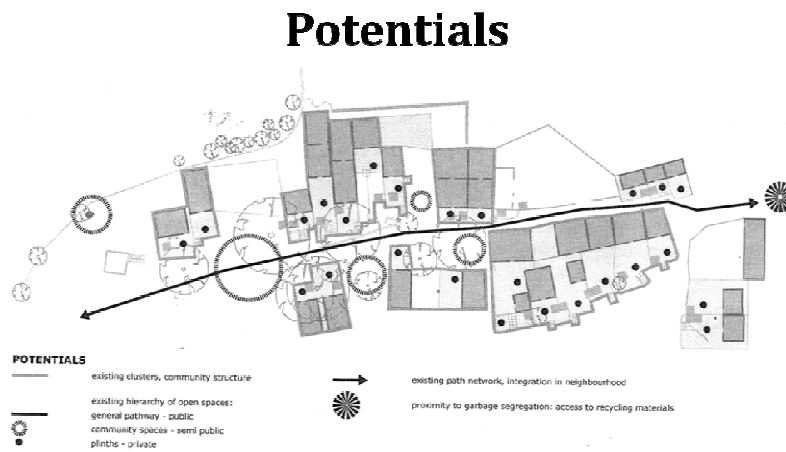 Potentials
POTENTIALS
existing clusters, community structure
existing hierarchy of open spaces:
general pathway - public
community spaces - semi public
plinths - private
existing path network, integration in neighbourhood
proximity to garbage segregation: access to recycling materials